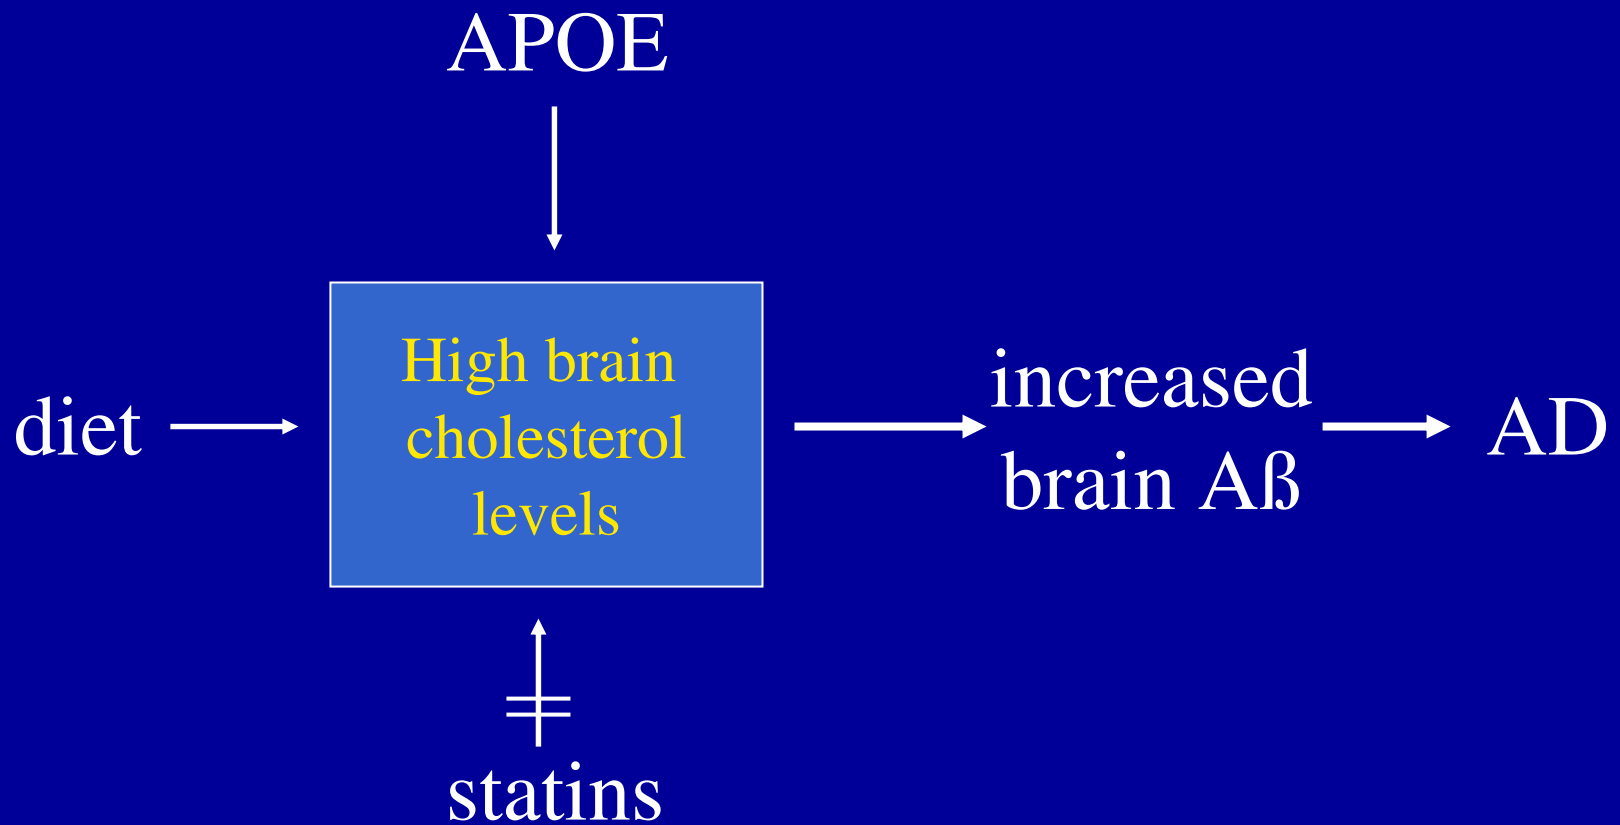 APOE
diet
High brain
cholesterol
levels
increased
brain Aß
AD
statins